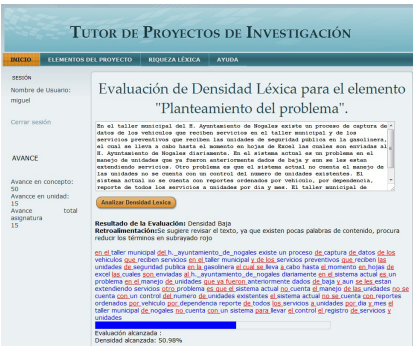 TUTOR DE PROYECTOS DE INVESTIGACIÓN
INICIO ELEMENTOS DEL PROYECTO RIQUEZA LÉXICA AYUDA
SESIÓN
Nombre de Usuario:
miguel
Cerrar sesión
AVANCE
Avance en concepto:
50
Avance en unidad:
15
Avance total
asignatura
15
Evaluación de Densidad Léxica para el elemento
"Planteamiento del problema".
En el taller municipal del H. Ayuntamiento de Nogales existe un proceso de captura de
datos de los vehiculos que reciben servicios en el taller municipal y de los
servicios preventivos que reciben las unidades de seguridad publica en la gasolinera,
el cual se lleva a cabo hasta el momento en hojas de Excel las cuales son enviadas al
H. Ayuntamiento de Nogales diariamente. En el sistema actual es un problema en el
manejo de unidades que ya fueron anteriormente dados de baja y aun se les estan
extendiendo servicios. Otro problema es que el sistema actual no cuenta el manejo de
las unidades no se cuenta con un control del numero de unidades existentes. El
sistema actual no se cuenta con reportes ordenados por vehiculo, por dependencia,
reporte de todos los servicios a unidades por dia y mes. El taller municipal de
Analizar Densidad Lexica
Resultado de la Evaluación: Densidad Baja
Retroalimentación:Se sugiere revisar el texto, ya que existen pocas palabras de contenido, procura
reducir los términos en subrayado rojo
en el taller municipal del h._ayuntamiento_de_nogales existe un proceso de captura de datos de los
vehiculos que reciben servicios en el taller municipal y de los servicios preventivos que reciben las
unidades de seguridad publica en la gasolinera el cual se lleva a cabo hasta el momento en hojas de
excel las cuales son enviadas al h._ayuntamiento_de_nogales diariamente en el sistema actual es un
problema en el manejo de unidades que ya fueron anteriormente dados de baja y aun se les estan
extendiendo servicios otro problema es que el sistema actual no cuenta el manejo de las unidades no se
cuenta con un control del numero de unidades existentes el sistema actual no se cuenta con reportes
ordenados por vehiculo por dependencia reporte de todos los servicios a unidades por dia y mes el
taller municipal de nogales no cuenta con un sistema para llevar el control el registro de servicios y
unidades
Evaluación alcanzada :
Densidad alcanzada: 50.98%